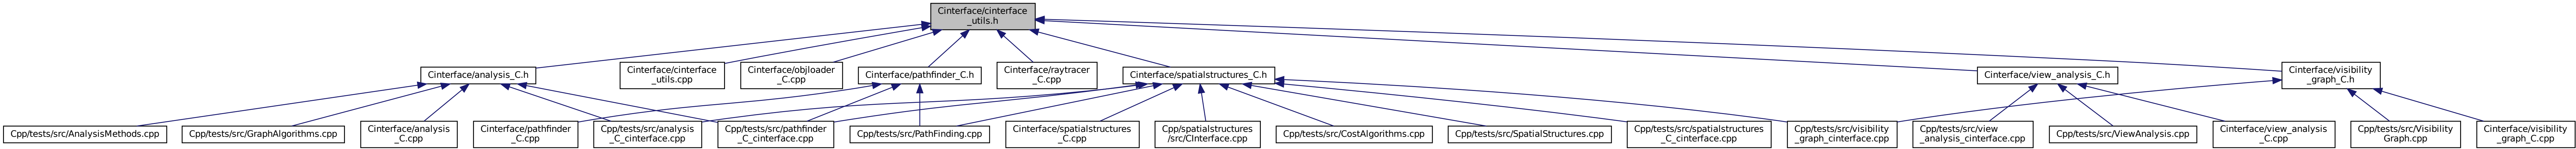 Cinterface/cinterface
_utils.h
Cinterface/analysis_C.h
Cinterface/cinterface
_utils.cpp
Cinterface/objloader
_C.cpp
Cinterface/pathfinder_C.h
Cinterface/raytracer
_C.cpp
Cinterface/spatialstructures_C.h
Cinterface/view_analysis_C.h
Cinterface/visibility
_graph_C.h
Cpp/tests/src/AnalysisMethods.cpp
Cpp/tests/src/GraphAlgorithms.cpp
Cinterface/analysis
_C.cpp
Cinterface/pathfinder
_C.cpp
Cpp/tests/src/analysis
_C_cinterface.cpp
Cpp/tests/src/pathfinder
_C_cinterface.cpp
Cpp/tests/src/PathFinding.cpp
Cinterface/spatialstructures
_C.cpp
Cpp/spatialstructures
/src/CInterface.cpp
Cpp/tests/src/CostAlgorithms.cpp
Cpp/tests/src/SpatialStructures.cpp
Cpp/tests/src/spatialstructures
_C_cinterface.cpp
Cpp/tests/src/visibility
_graph_cinterface.cpp
Cpp/tests/src/view
_analysis_cinterface.cpp
Cpp/tests/src/ViewAnalysis.cpp
Cinterface/view_analysis
_C.cpp
Cpp/tests/src/Visibility
Graph.cpp
Cinterface/visibility
_graph_C.cpp